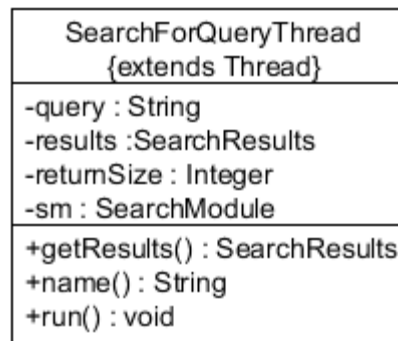 SearchForQueryThread
{extends Thread}
-query : String
-results :SearchResults
-returnSize : Integer
-sm : SearchModule
+getResults() : SearchResults
+name() : String
+run() : void